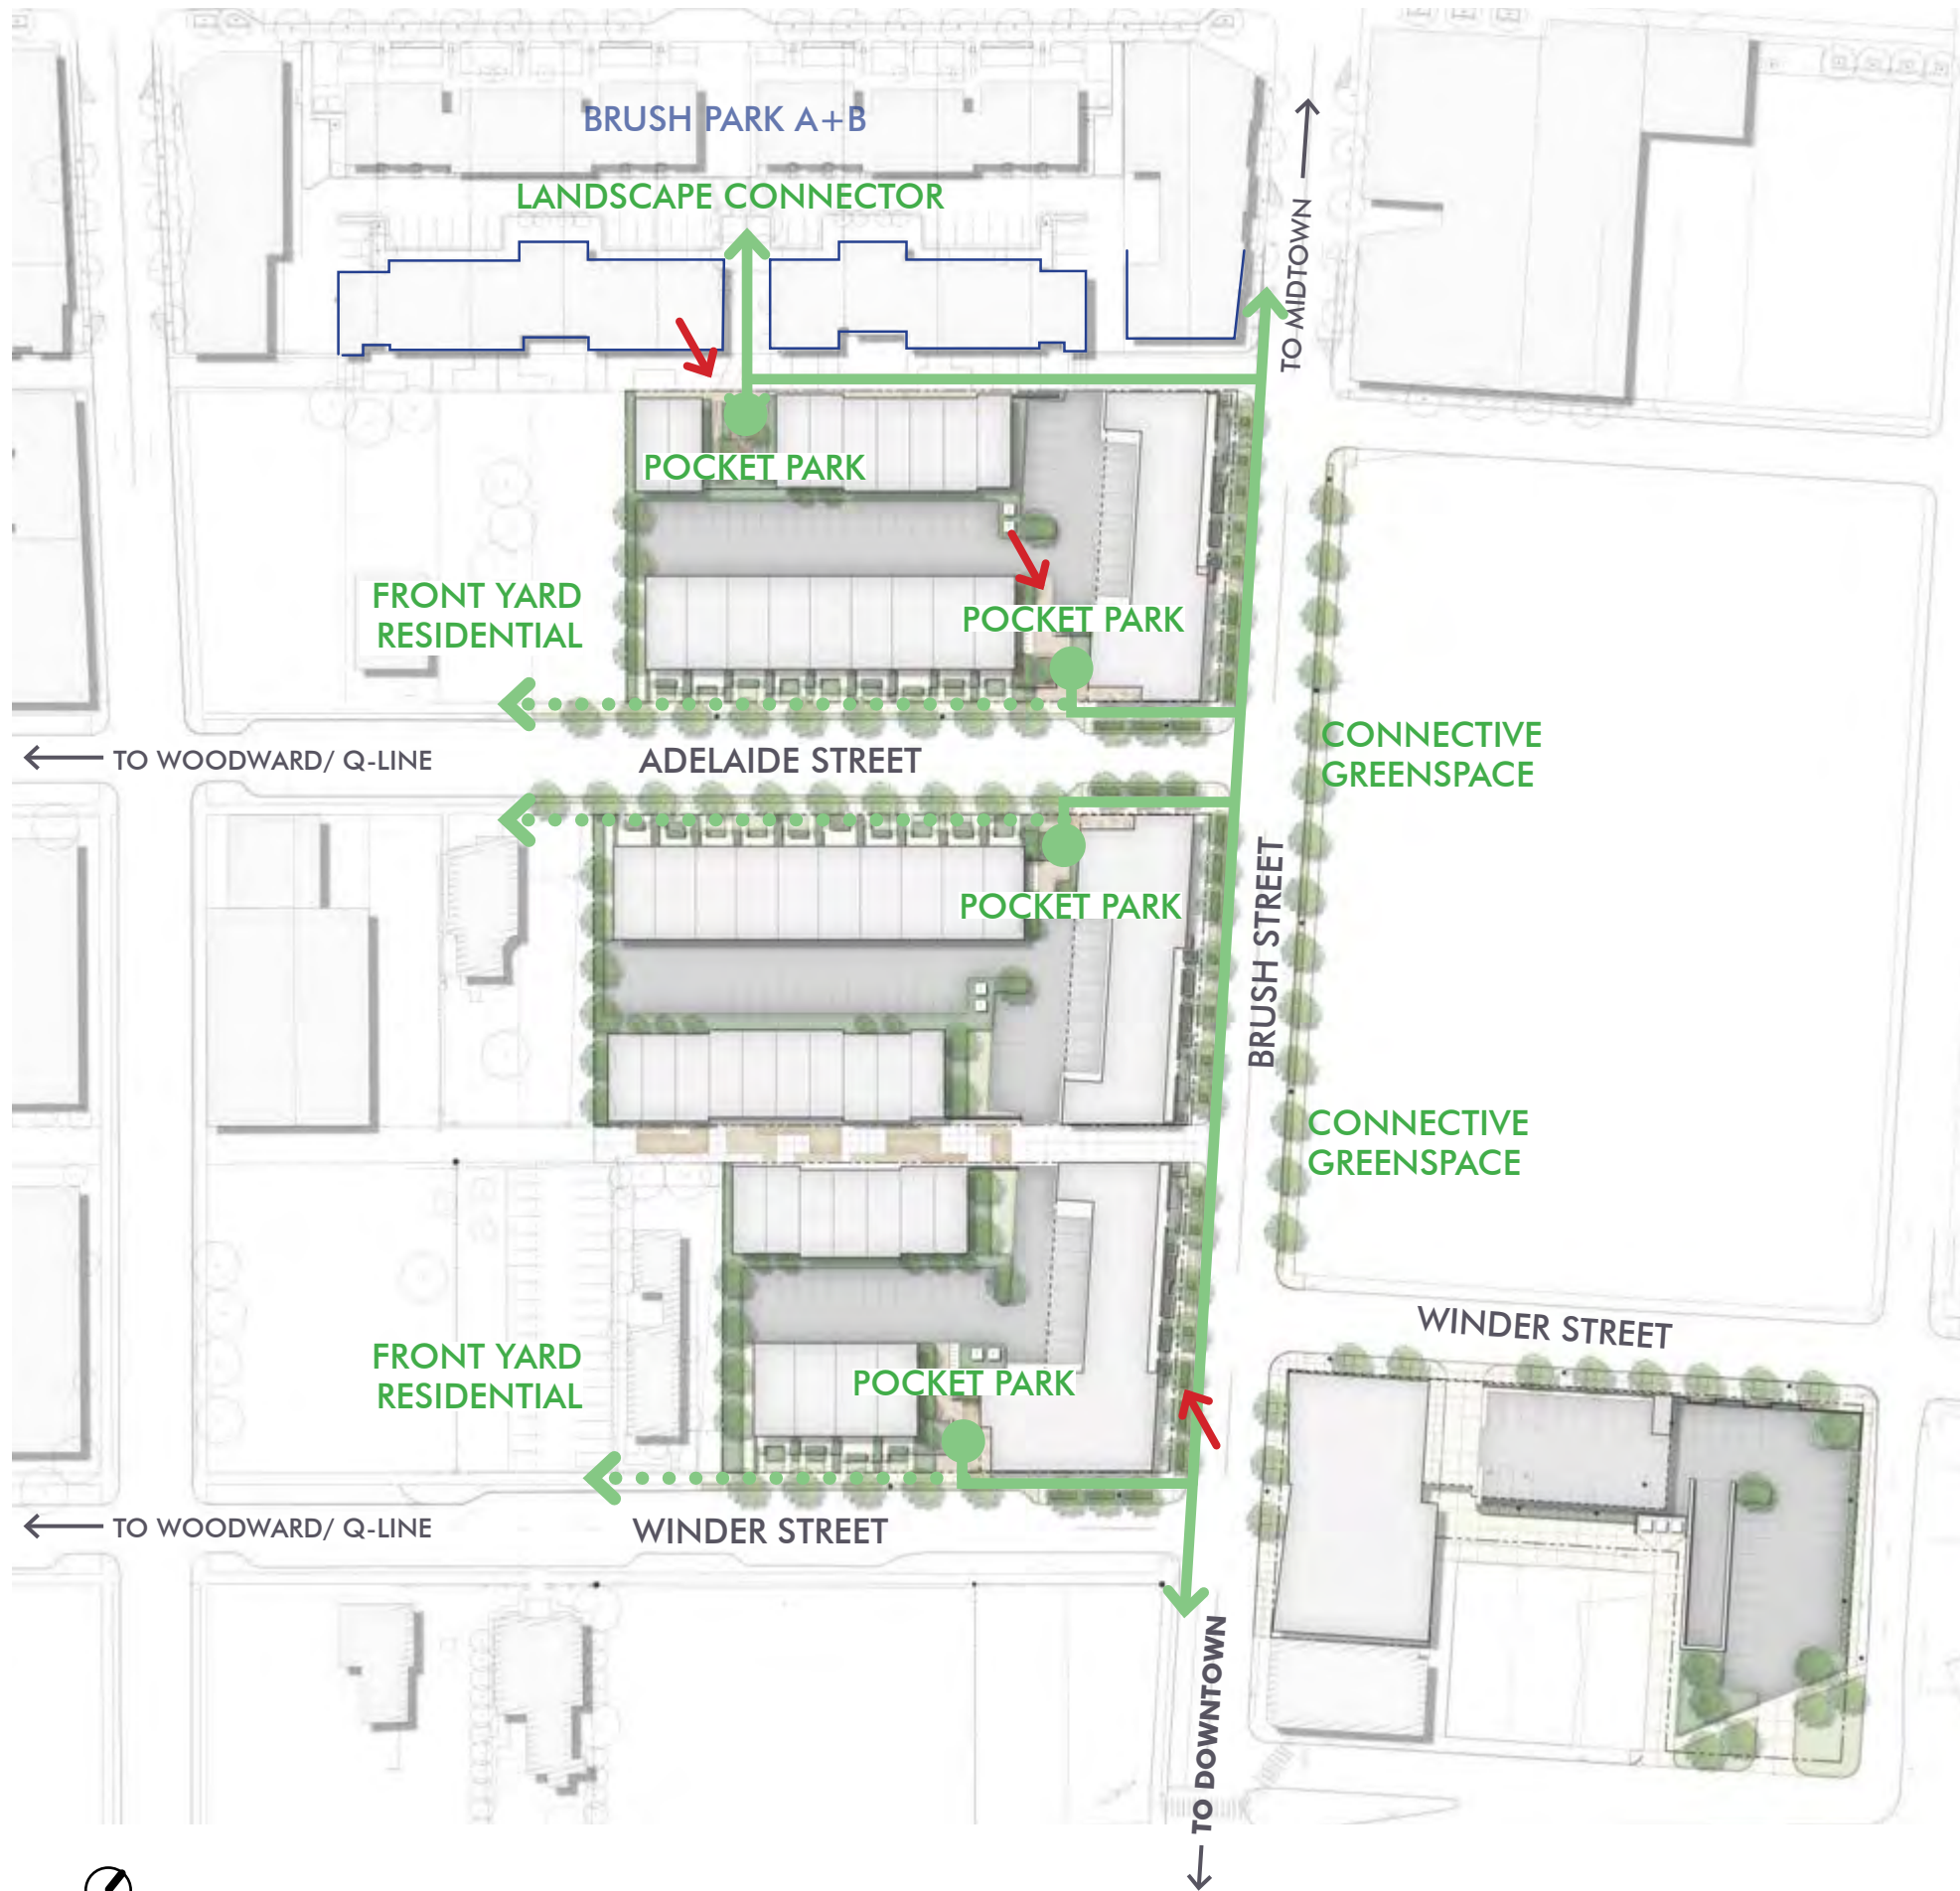 BRUSH PARK A+B
LANDSCAPE CONNECTOR
TO MIDTOWN
POCKET PARK
FRONT YARD
RESIDENTIAL
POCKET PARK
CONNECTIVE
GREENSPACE
TO WOODWARD/ Q-LINE
ADELAIDE STREET
POCKET PARK
BRUSH STREET
CONNECTIVE
GREENSPACE
WINDER STREET
FRONT YARD
RESIDENTIAL
POCKET PARK
TO WOODWARD/ Q-LINE
WINDER STREET
TO DOWNTOWN